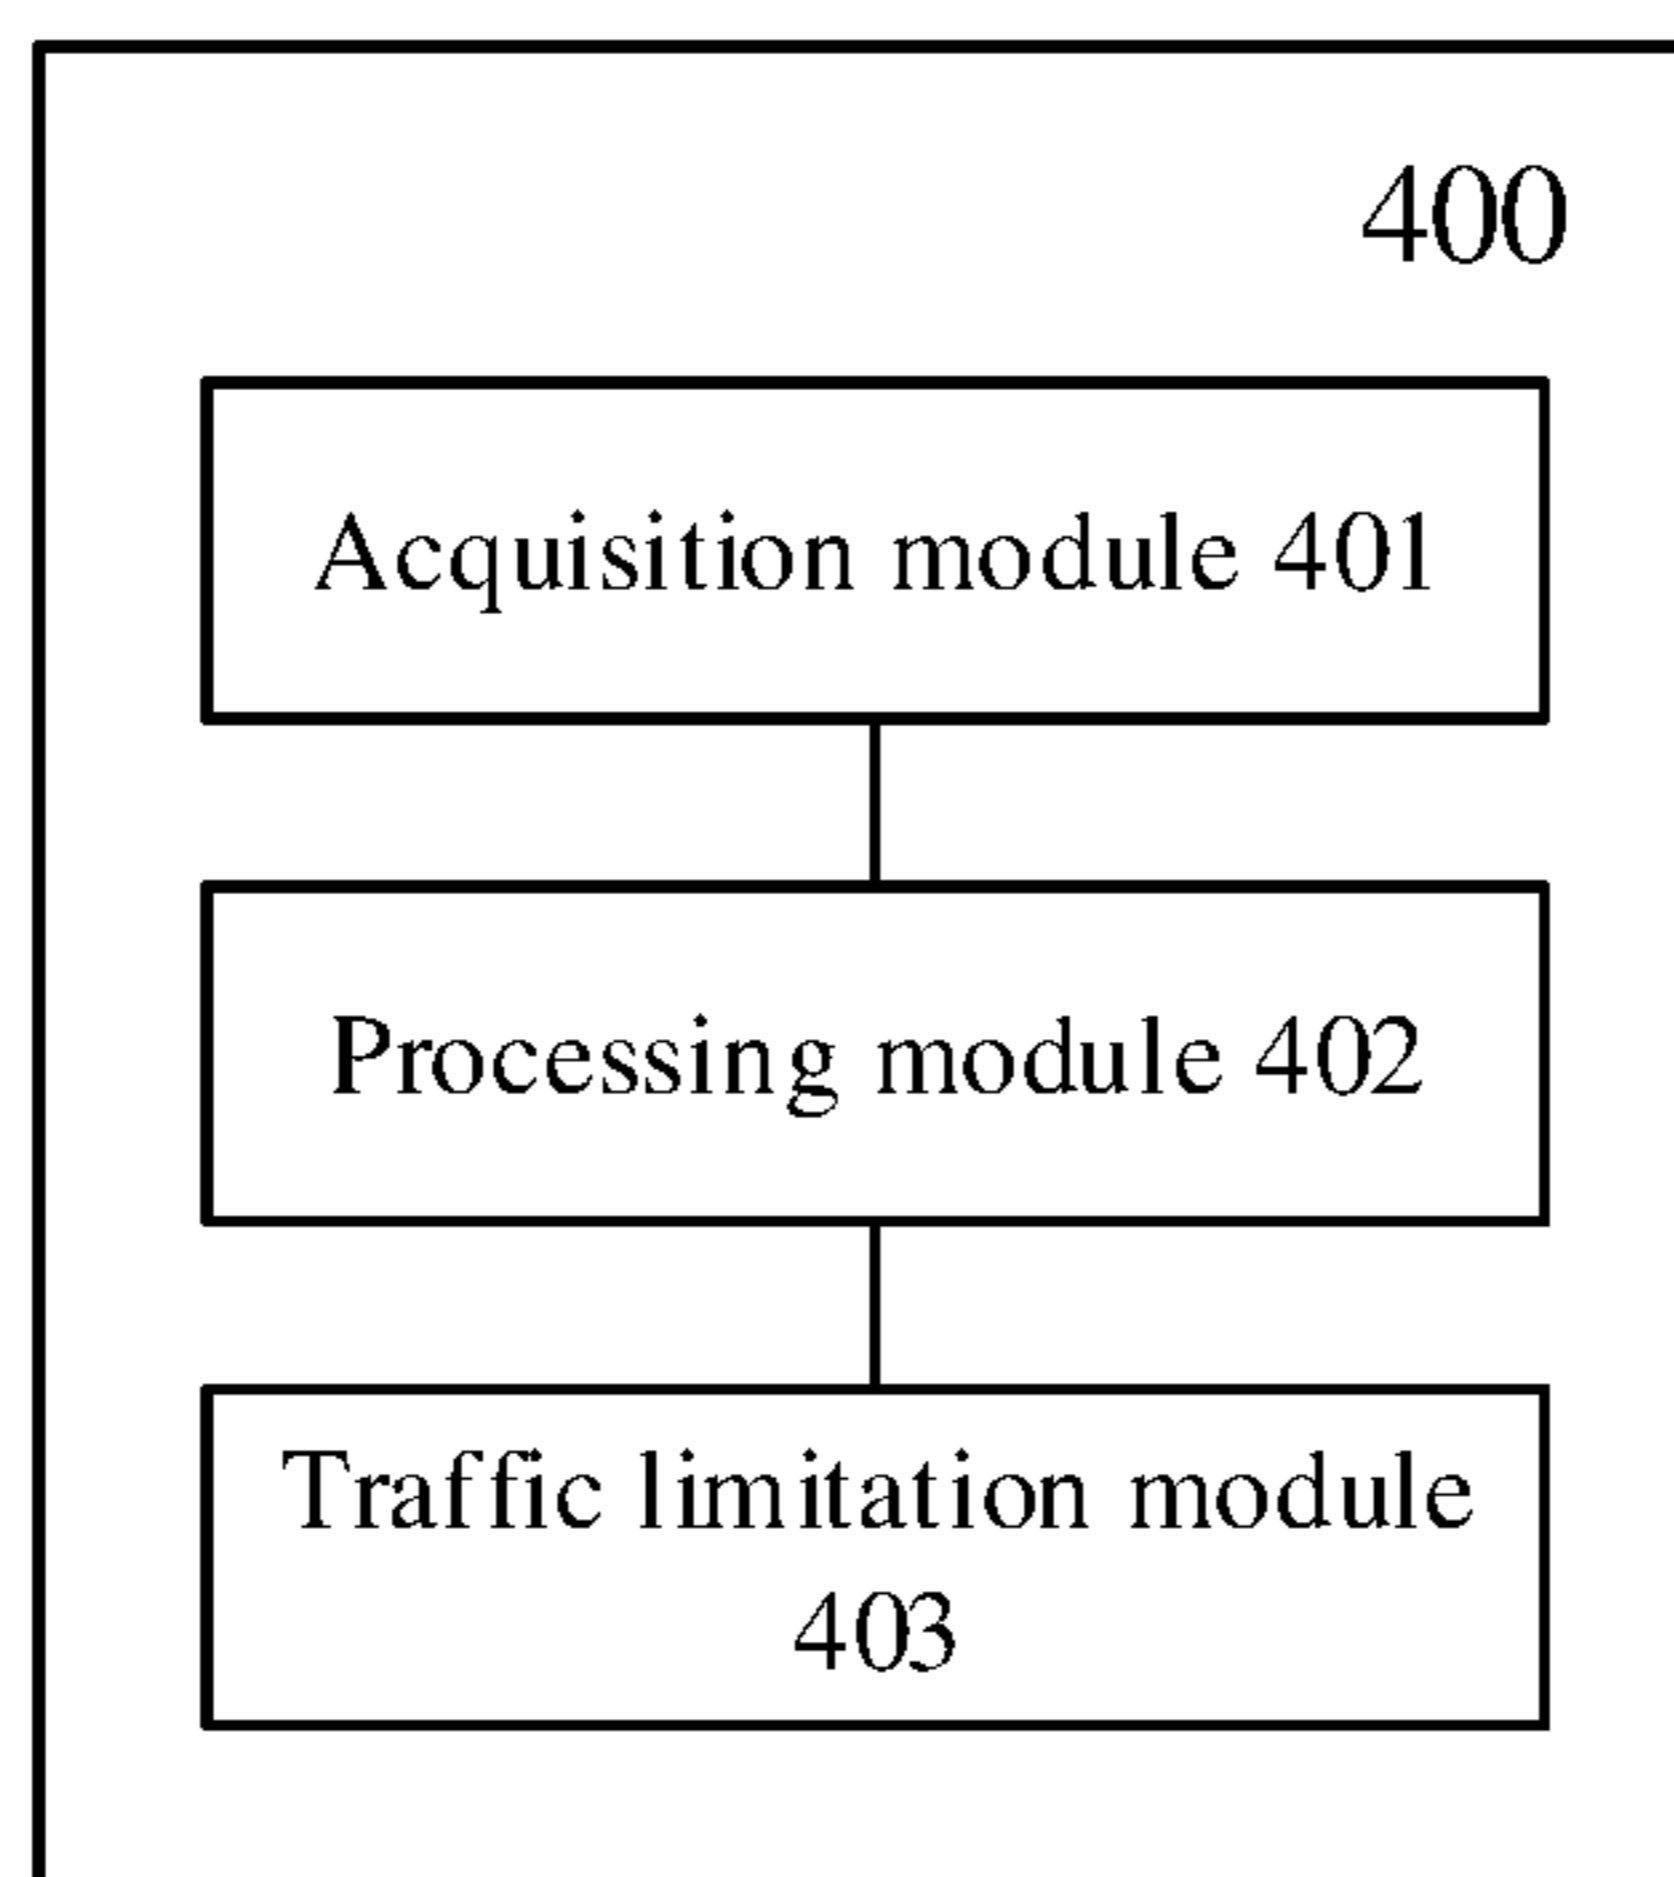 400
Acquisition module 401
Processing module 402
Traffic limitation module
403